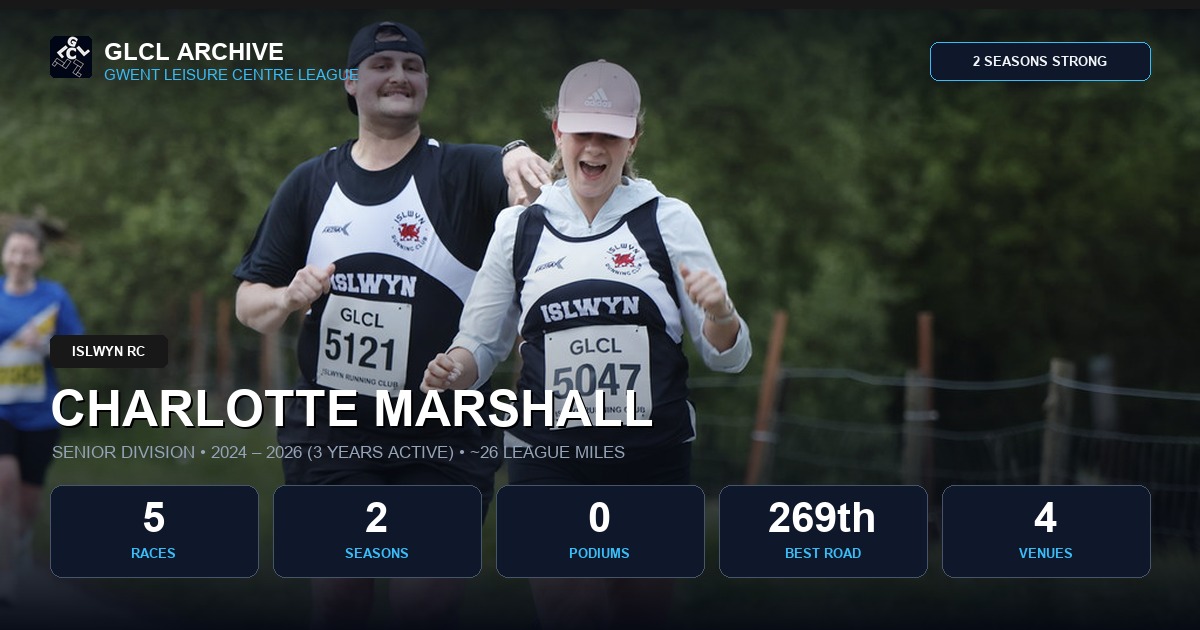 GLCL ARCHIVE
GWENT LEISURE CENTRE LEAGUE
2 SEASONS STRONG
adidas
ISLWYN
RUNNING CLUB
ISLWYN
GLCL
5121
ISLWYN RUNNING CLUB
ISLWYN
RUNNING CLUB
ISLWYN
GLCL
5047
ISLWYN RC
CHARLOTTE MARSHALL
SENIOR DIVISION • 2024 – 2026 (3 YEARS ACTIVE) • ~26 LEAGUE MILES
5
RACES
2
SEASONS
0
PODIUMS
269th
BEST ROAD
4
VENUES